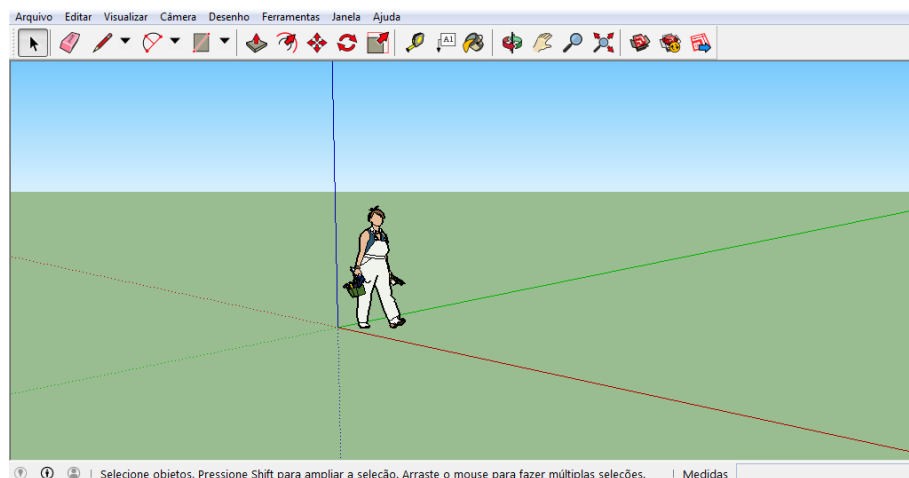 Arquivo Editar Visualizar Câmera Desenho Ferramentas Janela Ajuda
A1
Selecione objetos. Pressione Shift para ampliar a seleção. Arraste o mouse para fazer múltiplas seleções. Medidas